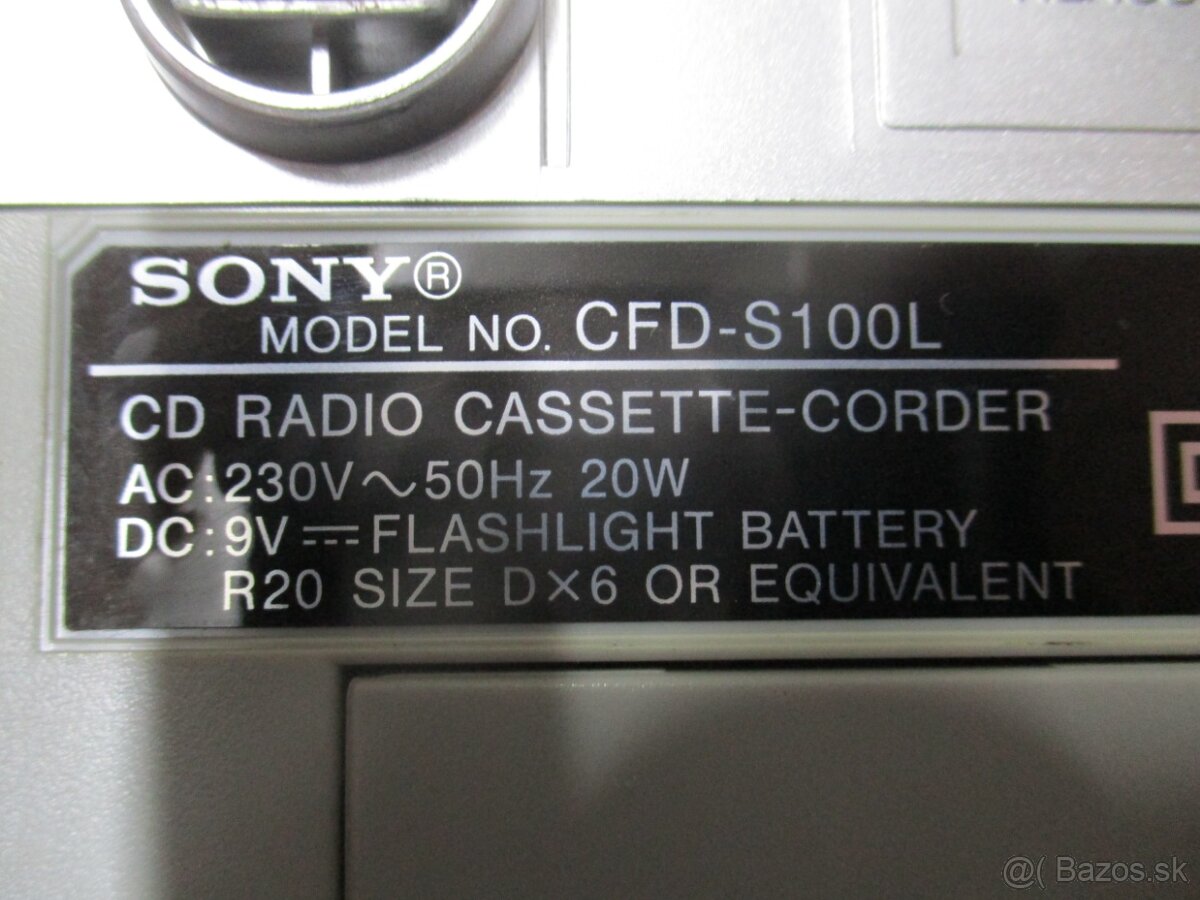 SONY®
MODEL NO. CFD-S100L
CD RADIO CASSETTE-CORDER
AC:230V~50Hz 20W
DC:9V⎓FLASHLIGHT BATTERY
R20 SIZE D×6 OR EQUIVALENT
@( Bazos.sk